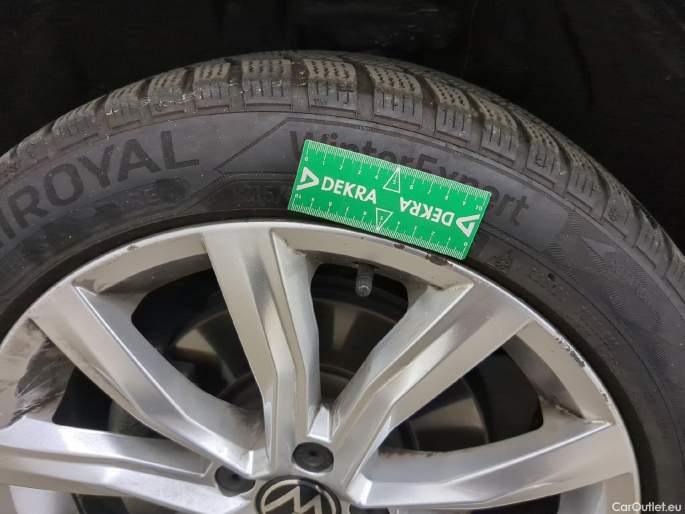 IROYAL
WinterExpert
DEKRA
DEKRA
CarOutlet.eu